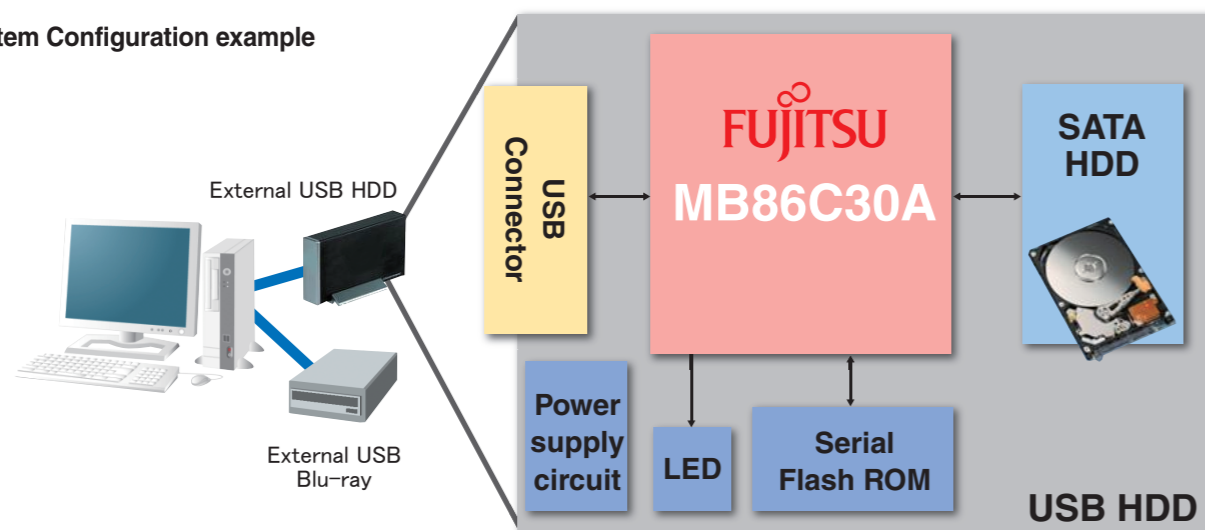 tem Configuration example
External USB HDD
External USB
Blu-ray
USB
Connector
FUJITSU
MB86C30A
SATA
HDD
Power
supply
circuit
LED
Serial
Flash ROM
USB HDD